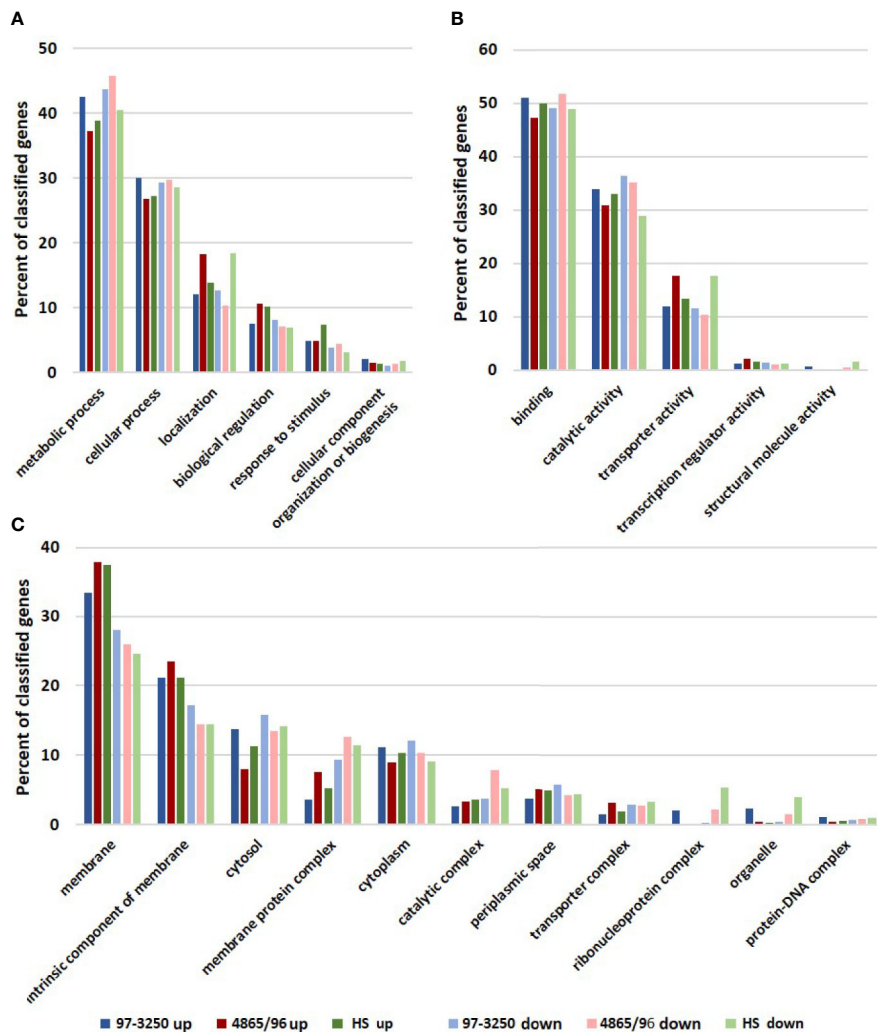 A
Percent of classified genes
50
40
30
20
10
0
metabolic process
cellular process
localization
biological regulation
response to stimulus
cellular component
organization or biogenesis
B
Percent of classified genes
60
50
40
30
20
10
0
binding
catalytic activity
transporter activity
transcription regulator activity
structural molecule activity
C
Percent of classified genes
40
30
20
10
0
membrane
intrinsic component of membrane
cytosol
membrane protein complex
cytoplasm
catalytic complex
periplasmic space
transporter complex
ribonucleoprotein complex
organelle
protein-DNA complex
97-3250 up 4865/96 up HS up 97-3250 down 4865/96 down HS down